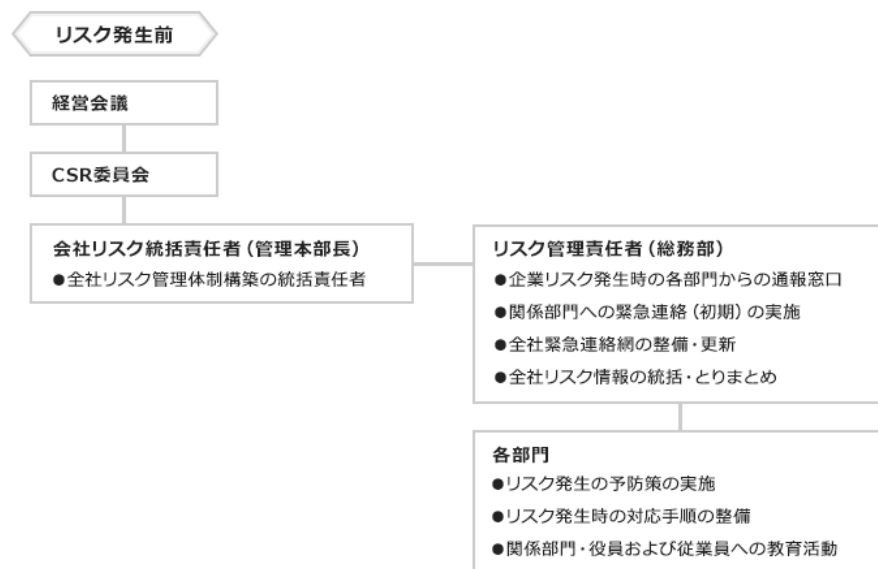 リスク発生前
経営会議
CSR委員会
会社リスク統括責任者（管理本部長）
●全社リスク管理体制構築の統括責任者
リスク管理責任者（総務部）
●企業リスク発生時の各部門からの通報窓口
●関係部門への緊急連絡（初期）の実施
●全社緊急連絡網の整備・更新
●全社リスク情報の統括・とりまとめ
各部門
●リスク発生の予防策の実施
●リスク発生時の対応手順の整備
●関係部門・役員および従業員への教育活動